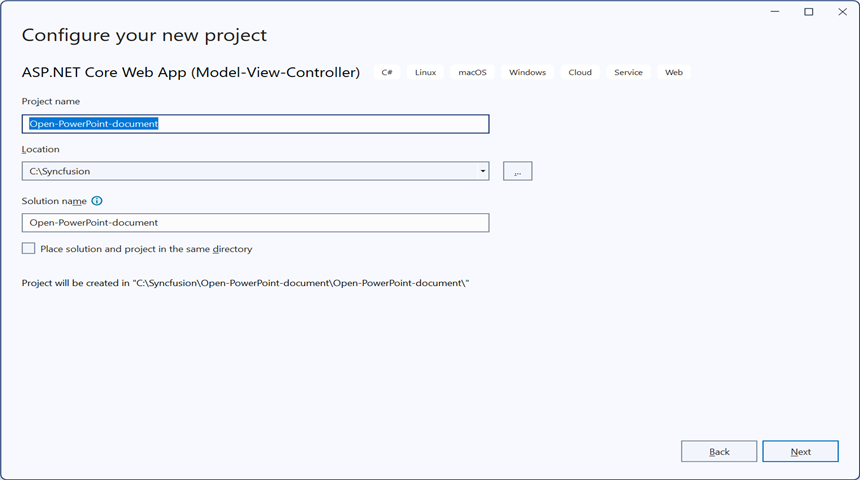 Configure your new project
ASP.NET Core Web App (Model-View-Controller) C# Linux macOS Windows Cloud Service Web
Project name
Open-PowerPoint-document
Location
C:\Syncfusion
...
Solution name
Open-PowerPoint-document
Place solution and project in the same directory
Project will be created in "C:\Syncfusion\Open-PowerPoint-document\Open-PowerPoint-document\"
Back Next